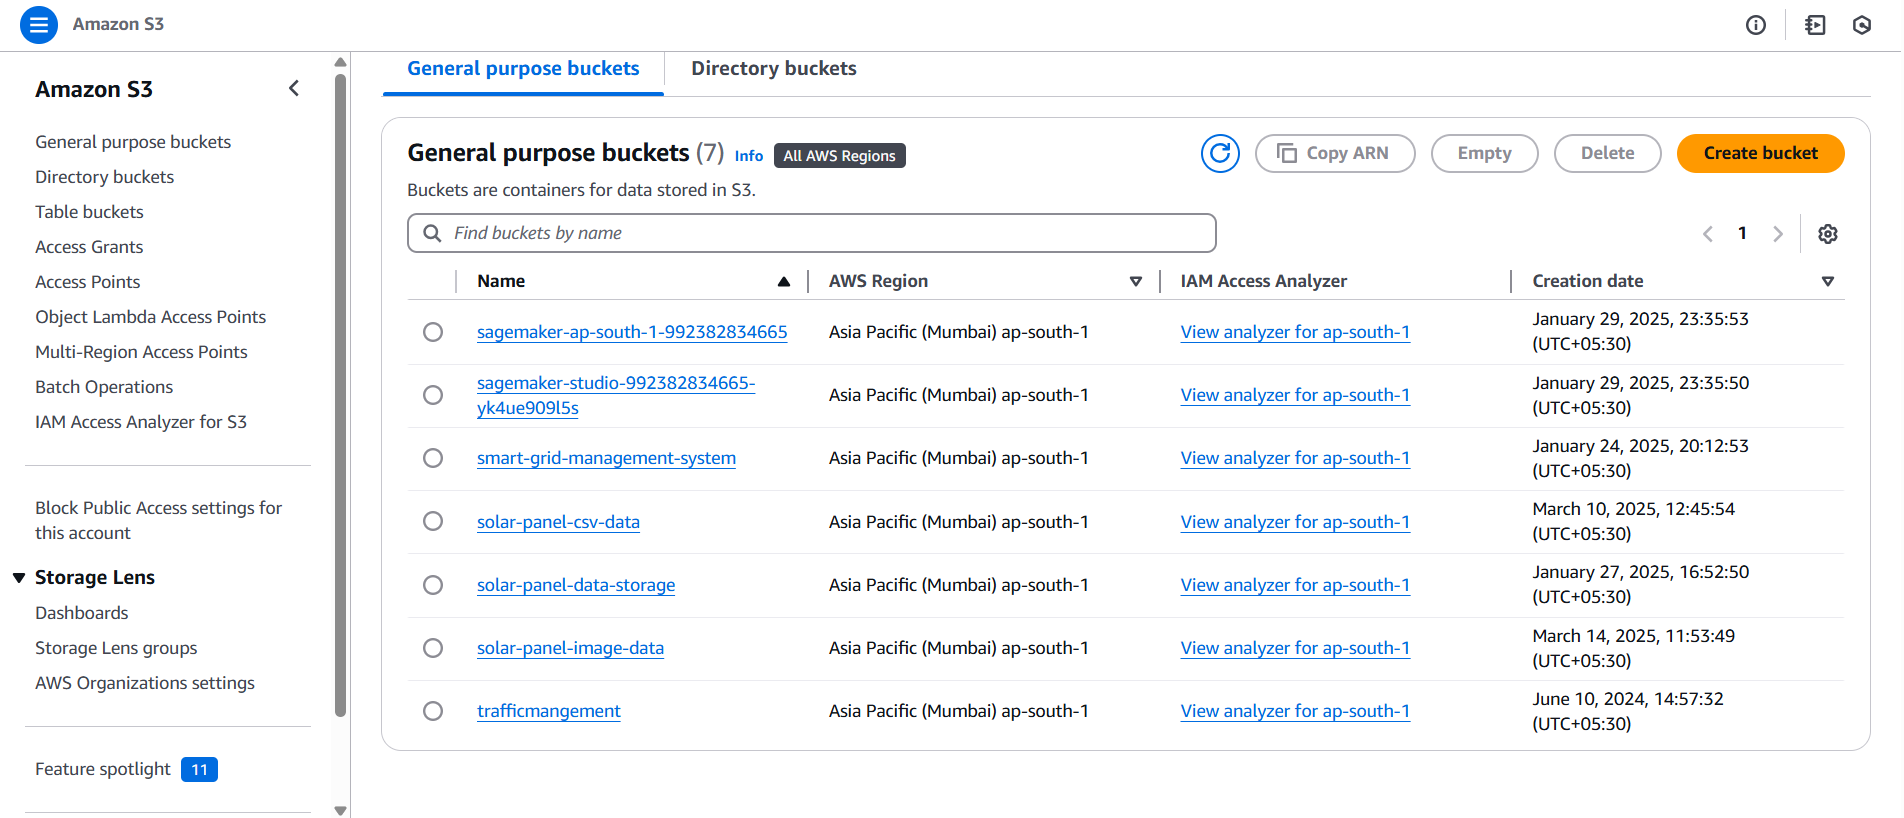 Amazon S3
Amazon S3
General purpose buckets
Directory buckets
Table buckets
Access Grants
Access Points
Object Lambda Access Points
Multi-Region Access Points
Batch Operations
IAM Access Analyzer for S3
Block Public Access settings for
this account
Storage Lens
Dashboards
Storage Lens groups
AWS Organizations settings
Feature spotlight 11
General purpose buckets Directory buckets
General purpose buckets (7) Info All AWS Regions Copy ARN Empty Delete Create bucket
Buckets are containers for data stored in S3.
Find buckets by name 1
Name AWS Region IAM Access Analyzer Creation date
sagemaker-ap-south-1-992382834665 Asia Pacific (Mumbai) ap-south-1 View analyzer for ap-south-1 January 29, 2025, 23:35:53
(UTC+05:30)
sagemaker-studio-992382834665- Asia Pacific (Mumbai) ap-south-1 View analyzer for ap-south-1 January 29, 2025, 23:35:50
yk4ue909l5s (UTC+05:30)
smart-grid-management-system Asia Pacific (Mumbai) ap-south-1 View analyzer for ap-south-1 January 24, 2025, 20:12:53
(UTC+05:30)
solar-panel-csv-data Asia Pacific (Mumbai) ap-south-1 View analyzer for ap-south-1 March 10, 2025, 12:45:54
(UTC+05:30)
solar-panel-data-storage Asia Pacific (Mumbai) ap-south-1 View analyzer for ap-south-1 January 27, 2025, 16:52:50
(UTC+05:30)
solar-panel-image-data Asia Pacific (Mumbai) ap-south-1 View analyzer for ap-south-1 March 14, 2025, 11:53:49
(UTC+05:30)
trafficmangement Asia Pacific (Mumbai) ap-south-1 View analyzer for ap-south-1 June 10, 2024, 14:57:32
(UTC+05:30)